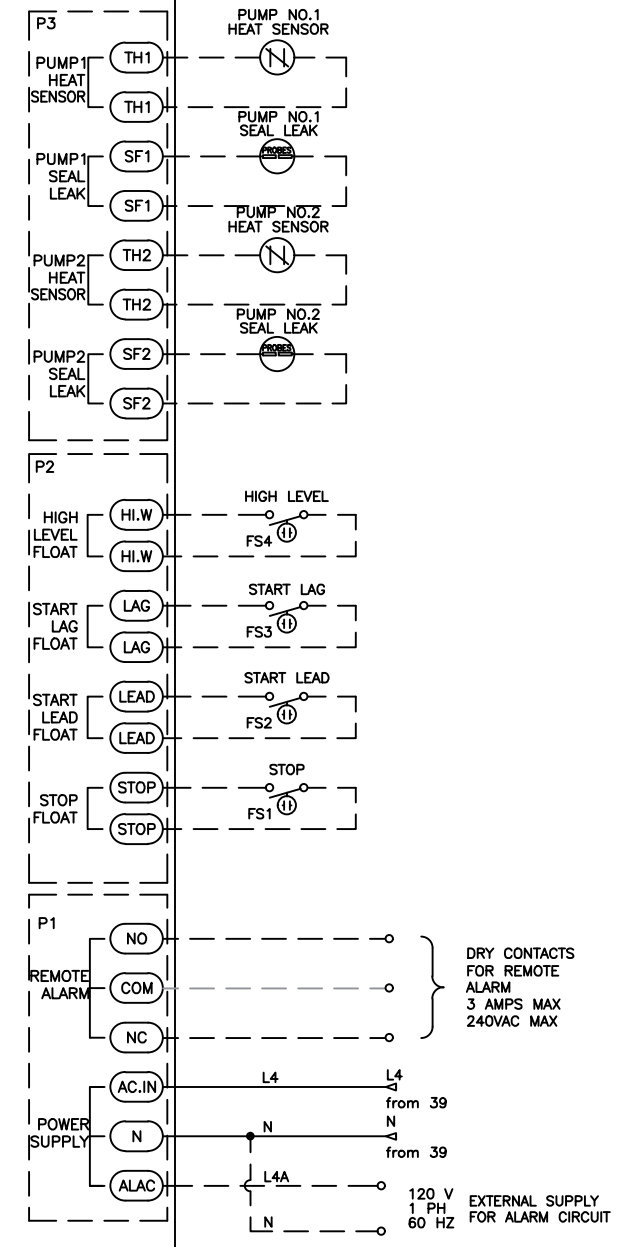 P3
PUMP NO.1
HEAT SENSOR
PUMP1
HEAT
SENSOR
TH1
TH1
PUMP NO.1
SEAL LEAK
PROBES
PUMP1
SEAL
LEAK
SF1
SF1
PUMP NO.2
HEAT SENSOR
PUMP2
HEAT
SENSOR
TH2
TH2
PUMP NO.2
SEAL LEAK
PROBES
PUMP2
SEAL
LEAK
SF2
SF2
P2
HIGH LEVEL
HIGH
LEVEL
FLOAT
HI.W
HI.W
FS4
START LAG
START
LAG
FLOAT
LAG
LAG
FS3
START LEAD
START
LEAD
FLOAT
LEAD
LEAD
FS2
STOP
STOP
FLOAT
STOP
STOP
FS1
P1
REMOTE
ALARM
NO
COM
NC
DRY CONTACTS
FOR REMOTE
ALARM
3 AMPS MAX
240VAC MAX
POWER
SUPPLY
AC.IN
L4
L4
from 39
N
N
N
from 39
ALAC
L4A
N
120 V
1 PH
60 HZ
EXTERNAL SUPPLY
FOR ALARM CIRCUIT